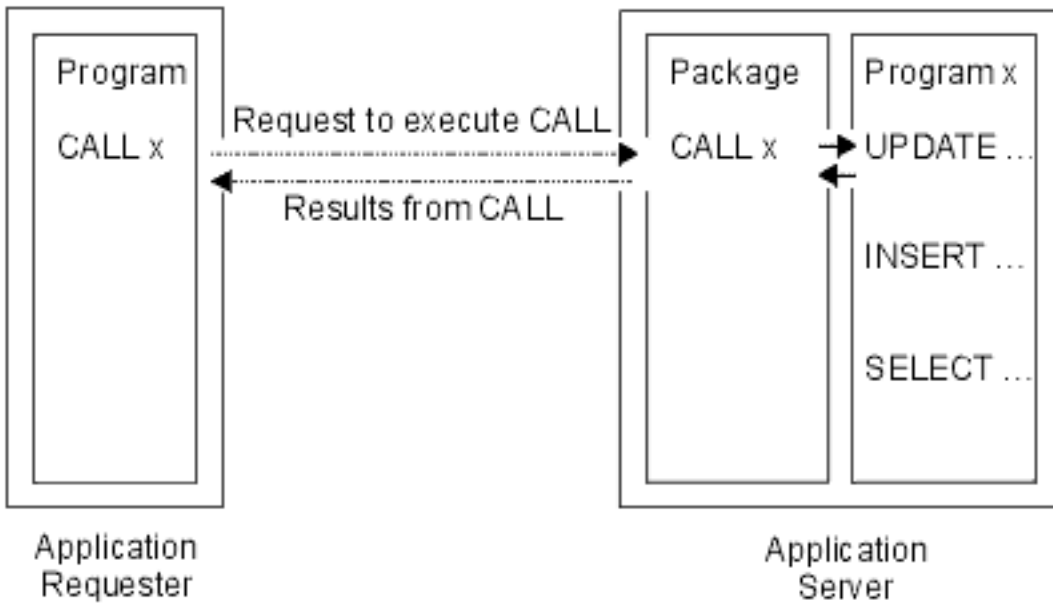 Program
CALL x
Request to execute CALL
Results from CALL
Package
CALL x
Program x
UPDATE ...
INSERT ...
SELECT ...
Application
Requester
Application
Server